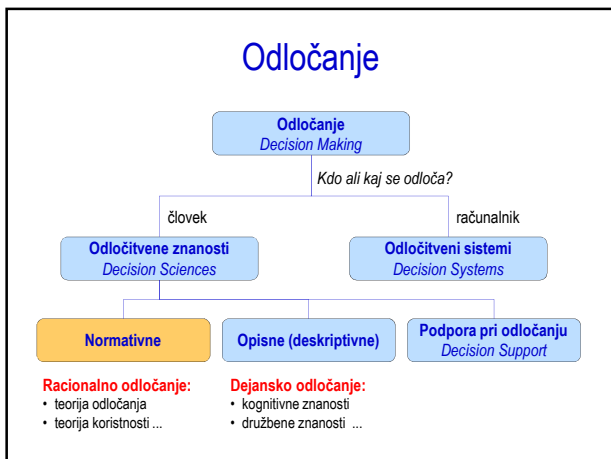 Odločanje
Odločanje
Decision Making
Kdo ali kaj se odloča?
človek
računalnik
Odločitvene znanosti
Decision Sciences
Odločitveni sistemi
Decision Systems
Normativne
Opisne (deskriptivne)
Podpora pri odločanju
Decision Support
Racionalno odločanje:
• teorija odločanja
• teorija koristnosti ...
Dejansko odločanje:
• kognitivne znanosti
• družbene znanosti ...